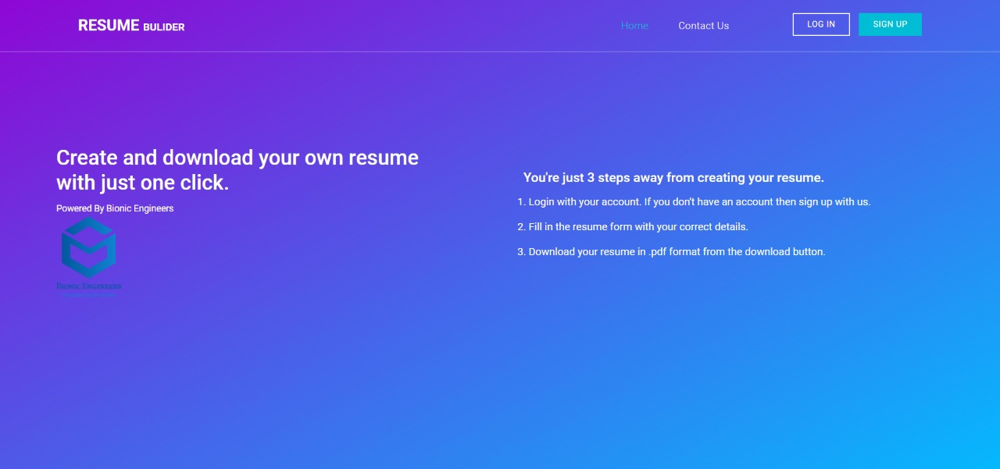 RESUME BULIDER
Home
Contact Us
LOG IN
SIGN UP
Create and download your own resume
with just one click.
Powered By Bionic Engineers
BIONIC ENGINEERS
You're just 3 steps away from creating your resume.
1. Login with your account. If you don't have an account then sign up with us.
2. Fill in the resume form with your correct details.
3. Download your resume in .pdf format from the download button.